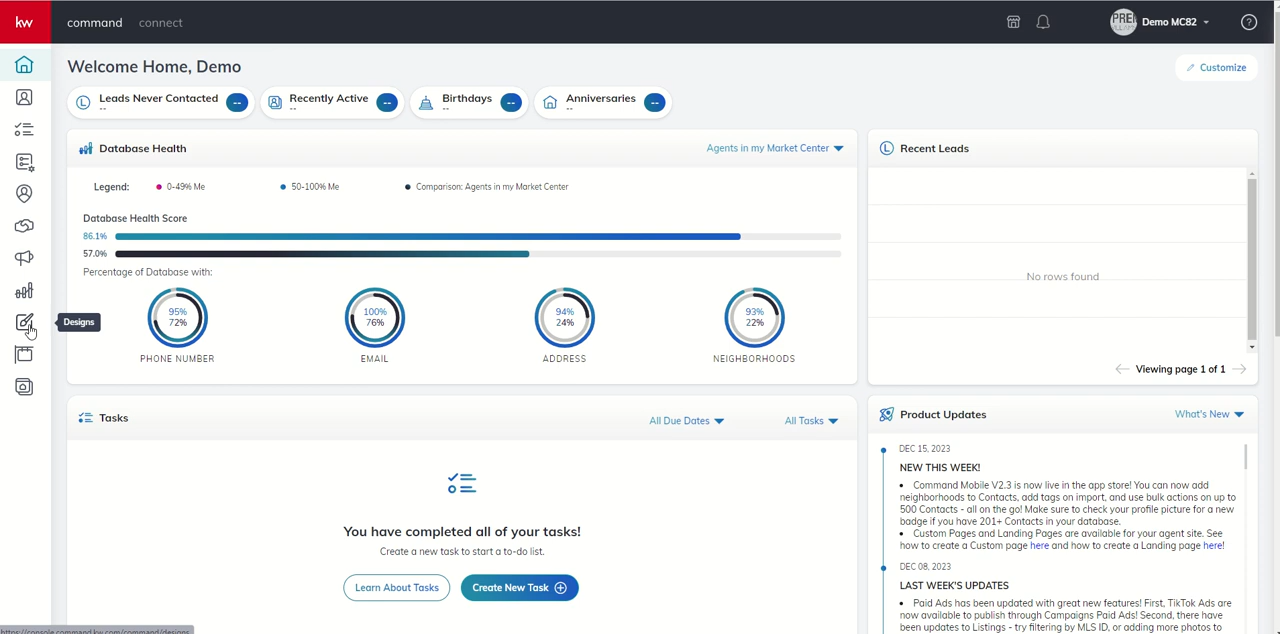 kw command connect
PRE Demo MC82
Welcome Home, Demo
Customize
Leads Never Contacted --
--
Recently Active --
--
Birthdays --
--
Anniversaries --
--
Database Health
Agents in my Market Center
Legend: 0-49% Me 50-100% Me Comparison: Agents in my Market Center
Database Health Score
86.1%
57.0%
Percentage of Database with:
95%
72%
PHONE NUMBER
100%
76%
EMAIL
94%
24%
ADDRESS
93%
22%
NEIGHBORHOODS
Recent Leads
No rows found
Viewing page 1 of 1
Designs
Tasks
All Due Dates All Tasks
You have completed all of your tasks!
Create a new task to start a to-do list.
Learn About Tasks Create New Task
Product Updates
What's New
DEC 15, 2023
NEW THIS WEEK!
• Command Mobile V2.3 is now live in the app store! You can now add
neighborhoods to Contacts, add tags on import, and use bulk actions on up to
500 Contacts - all on the go! Make sure to check your profile picture for a new
badge if you have 201+ Contacts in your database.
• Custom Pages and Landing Pages are available for your agent site. See
how to create a Custom page here and how to create a Landing page here!
DEC 08, 2023
LAST WEEK'S UPDATES
• Paid Ads has been updated with great new features! First, TikTok Ads are
now available to publish through Campaigns Paid Ads! Second, there have
been updates to Listings - try filtering by MLS ID, or adding more photos to
https://console.command.kw.com/command/designs